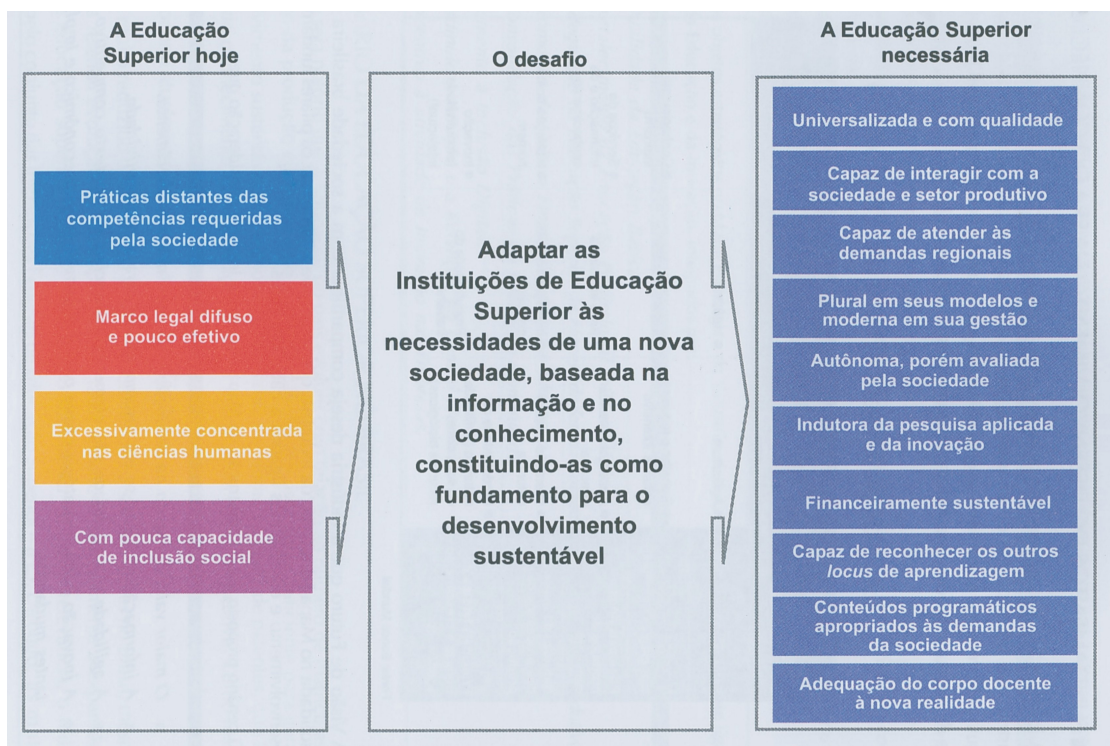 A Educação
Superior hoje
Práticas distantes das
competências requeridas
pela sociedade
Marco legal difuso
e pouco efetivo
Excessivamente concentrada
nas ciências humanas
Com pouca capacidade
de inclusão social
O desafio
Adaptar as
Instituições de Educação
Superior às
necessidades de uma nova
sociedade, baseada na
informação e no
conhecimento,
constituindo-as como
fundamento para o
desenvolvimento
sustentável
A Educação Superior
necessária
Universalizada e com qualidade
Capaz de interagir com a
sociedade e setor produtivo
Capaz de atender às
demandas regionais
Plural em seus modelos e
moderna em sua gestão
Autônoma, porém avaliada
pela sociedade
Indutora da pesquisa aplicada
e da inovação
Financeiramente sustentável
Capaz de reconhecer os outros
locus de aprendizagem
Conteúdos programáticos
apropriados às demandas
da sociedade
Adequação do corpo docente
à nova realidade